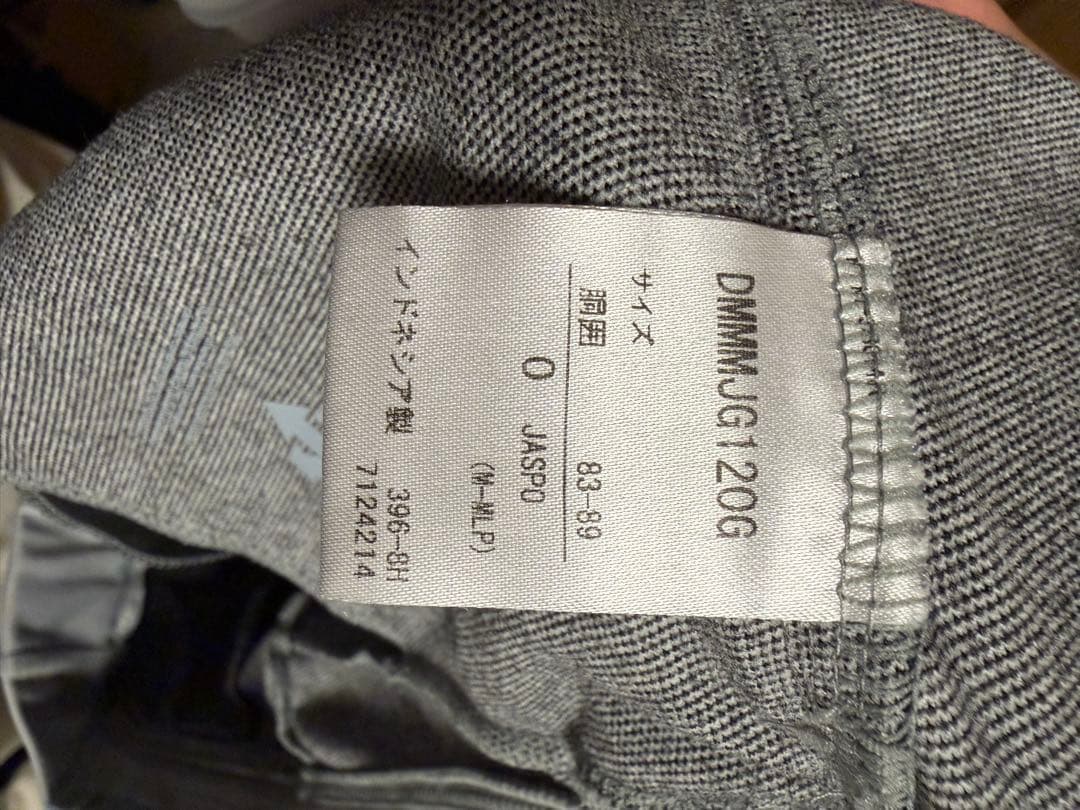 DMMMJG120G
サイズ
胴囲 83-89
O JASPO
(M-MLP)
インドネシア製 396-8H
7124214